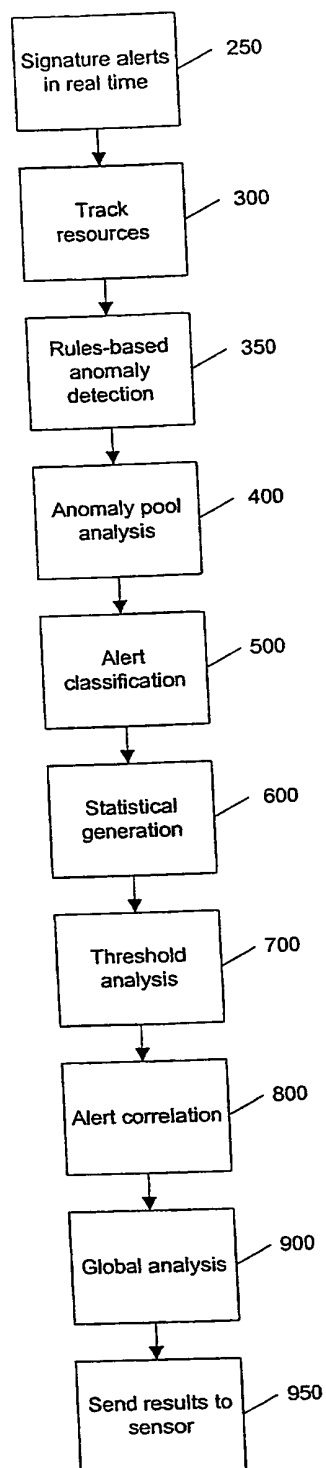 Signature alerts
in real time
250
Track
resources
300
Rules-based
anomaly
detection
350
Anomaly pool
analysis
400
Alert
classification
500
Statistical
generation
600
Threshold
analysis
700
Alert correlation
800
Global analysis
900
Send results to
sensor
950